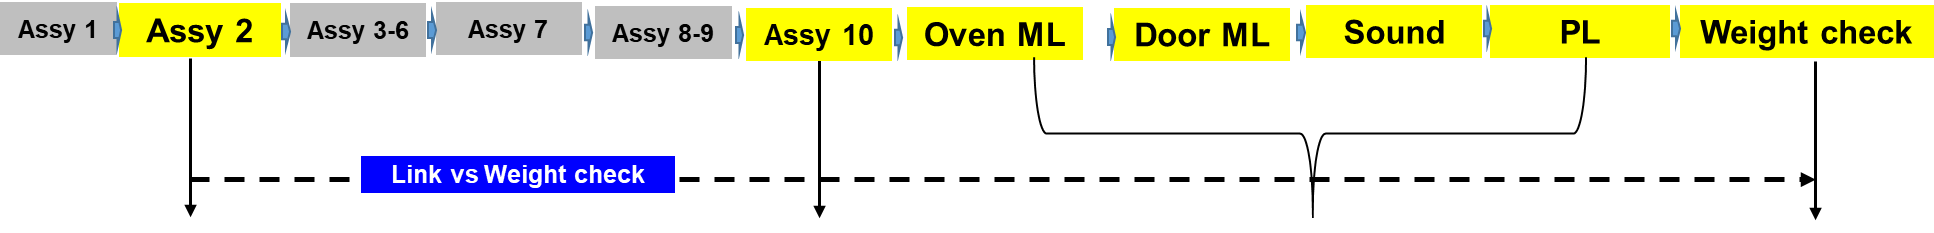 Assy 1
Assy 2
Assy 3-6
Assy 7
Assy 8-9
Assy 10
Oven ML
Door ML
Sound
PL
Weight check
Link vs Weight check